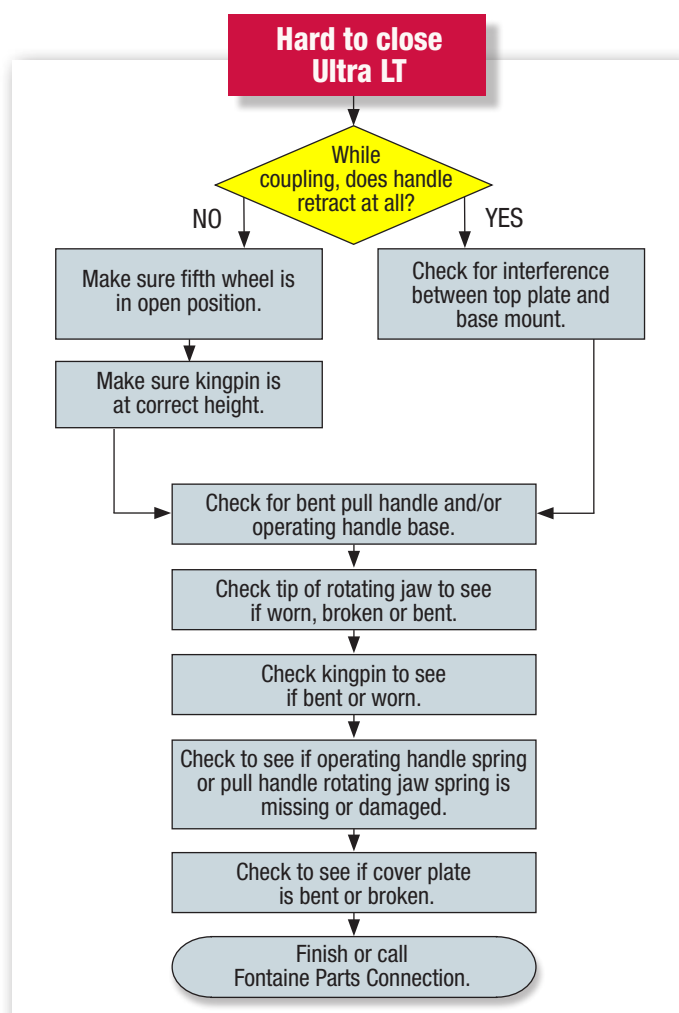 Hard to close
Ultra LT
While
coupling, does handle
retract at all?
NO
YES
Make sure fifth wheel is
in open position.
Check for interference
between top plate and
base mount.
Make sure kingpin is
at correct height.
Check for bent pull handle and/or
operating handle base.
Check tip of rotating jaw to see
if worn, broken or bent.
Check kingpin to see
if bent or worn.
Check to see if operating handle spring
or pull handle rotating jaw spring is
missing or damaged.
Check to see if cover plate
is bent or broken.
Finish or call
Fontaine Parts Connection.